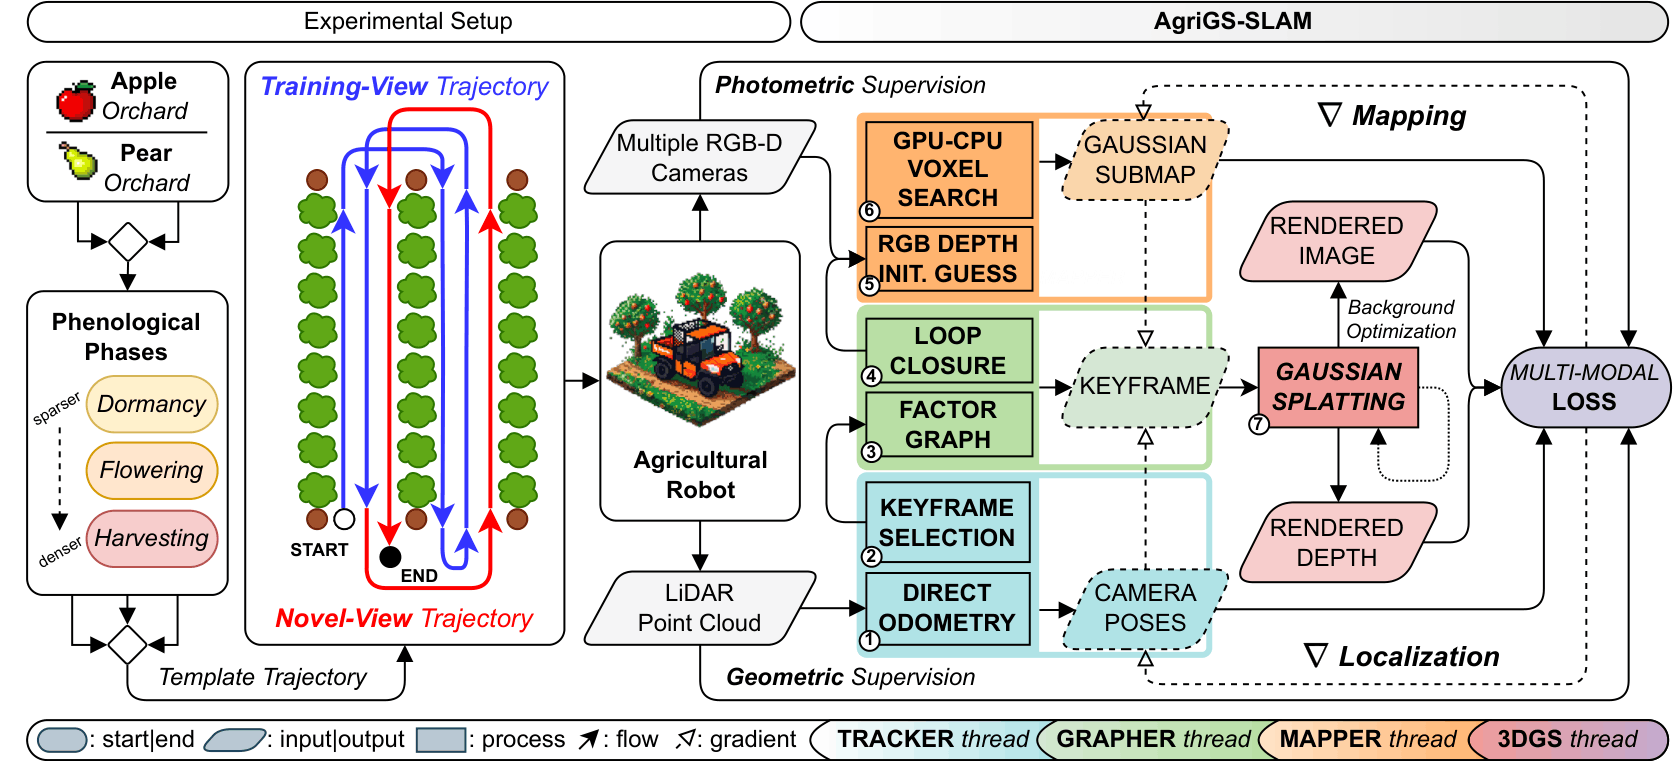 Experimental Setup
AgriGS-SLAM
Apple
Orchard
Pear
Orchard
Phenological
Phases
sparser
denser
Dormancy
Flowering
Harvesting
Template Trajectory
Training-View Trajectory
START
END
Novel-View Trajectory
Multiple RGB-D
Cameras
Agricultural
Robot
LiDAR
Point Cloud
Photometric Supervision
Geometric Supervision
GPU-CPU
VOXEL
SEARCH
6
RGB DEPTH
INIT. GUESS
5
LOOP
CLOSURE
4
FACTOR
GRAPH
3
KEYFRAME
SELECTION
2
DIRECT
ODOMETRY
1
GAUSSIAN
SUBMAP
KEYFRAME
CAMERA
POSES
∇ Mapping
RENDERED
IMAGE
Background
Optimization
GAUSSIAN
SPLATTING
7
RENDERED
DEPTH
MULTI-MODAL
LOSS
∇ Localization
: start|end
: input|output
: process
: flow
: gradient
TRACKER thread
GRAPHER thread
MAPPER thread
3DGS thread